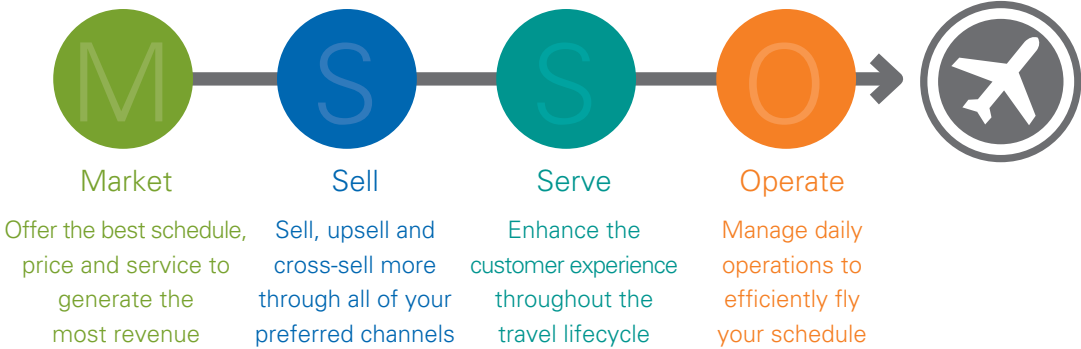 M
S
S
O
Market
Offer the best schedule,
price and service to
generate the
most revenue
Sell
Sell, upsell and
cross-sell more
through all of your
preferred channels
Serve
Enhance the
customer experience
throughout the
travel lifecycle
Operate
Manage daily
operations to
efficiently fly
your schedule